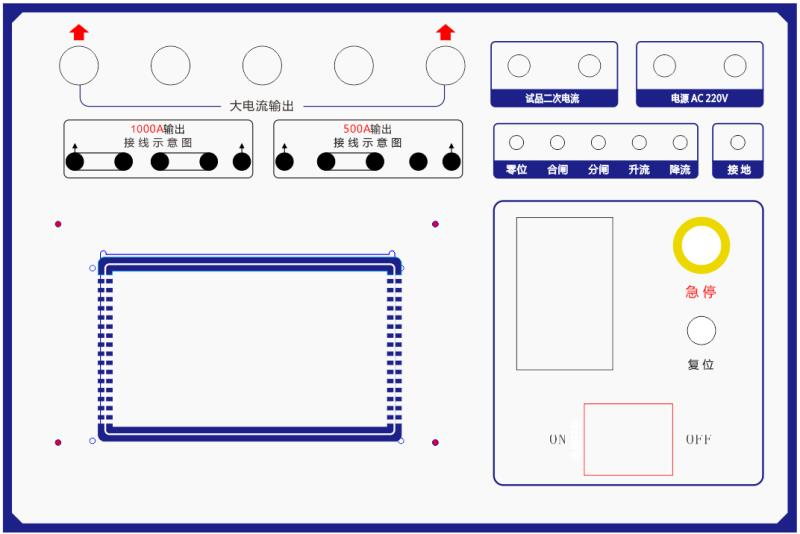 大电流输出
1000A输出
接线示意图
500A输出
接线示意图
试品二次电流
电源 AC 220V
零位 合闸 分闸 升流 降流
接地
急停
复位
ON OFF